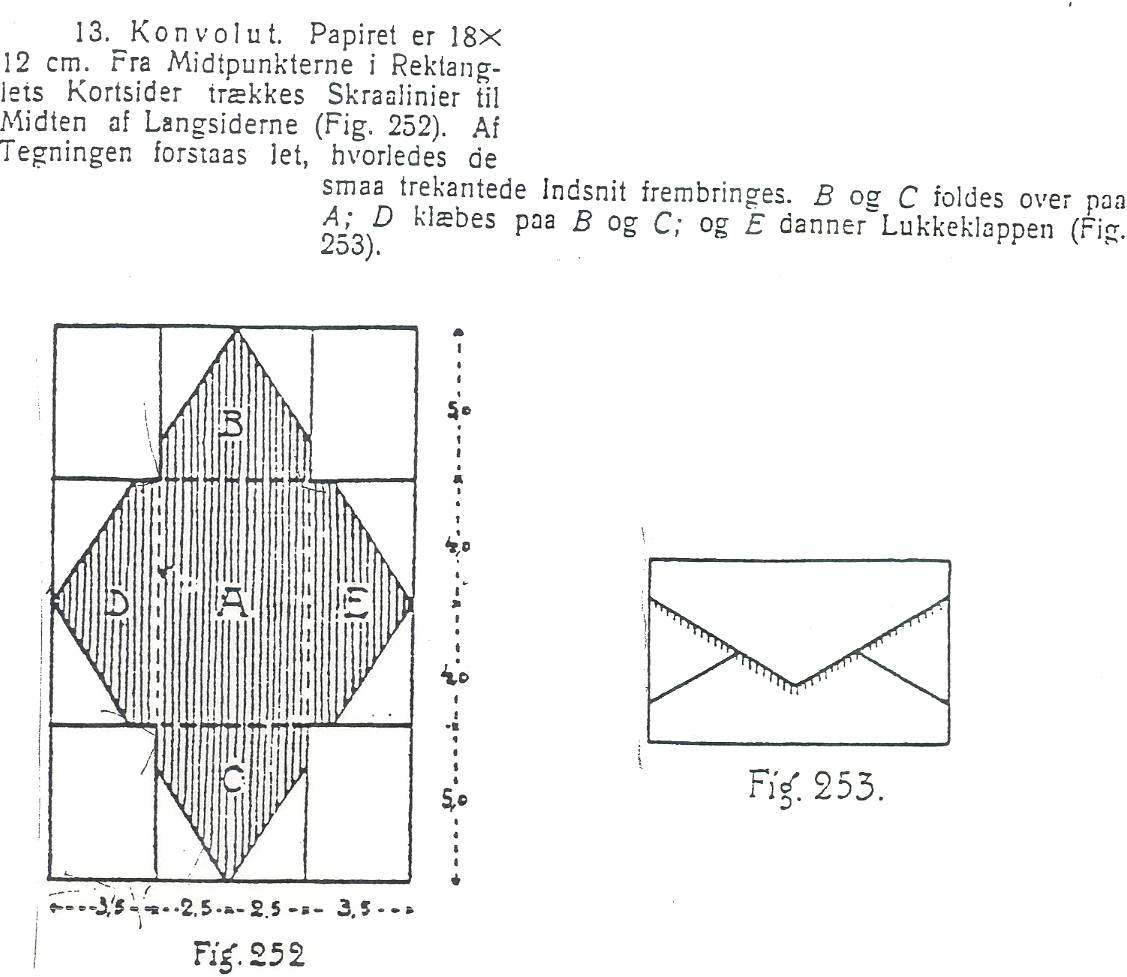 13. Konvolut. Papiret er 18×
12 cm. Fra Midtpunkterne i Rektang-
lets Kortsider trækkes Skraalinier til
Midten af Langsiderne (Fig. 252). Af
Tegningen forstaas let, hvorledes de
smaa trekantede Indsnit frembringes. B og C foldes over paa
A; D klæbes paa B og C; og E danner Lukkeklappen (Fig.
253).
B
5,0
4,0
D A E
4,0
C
5,0
3,5 2,5 2,5 3,5
Fig. 252
Fig. 253.